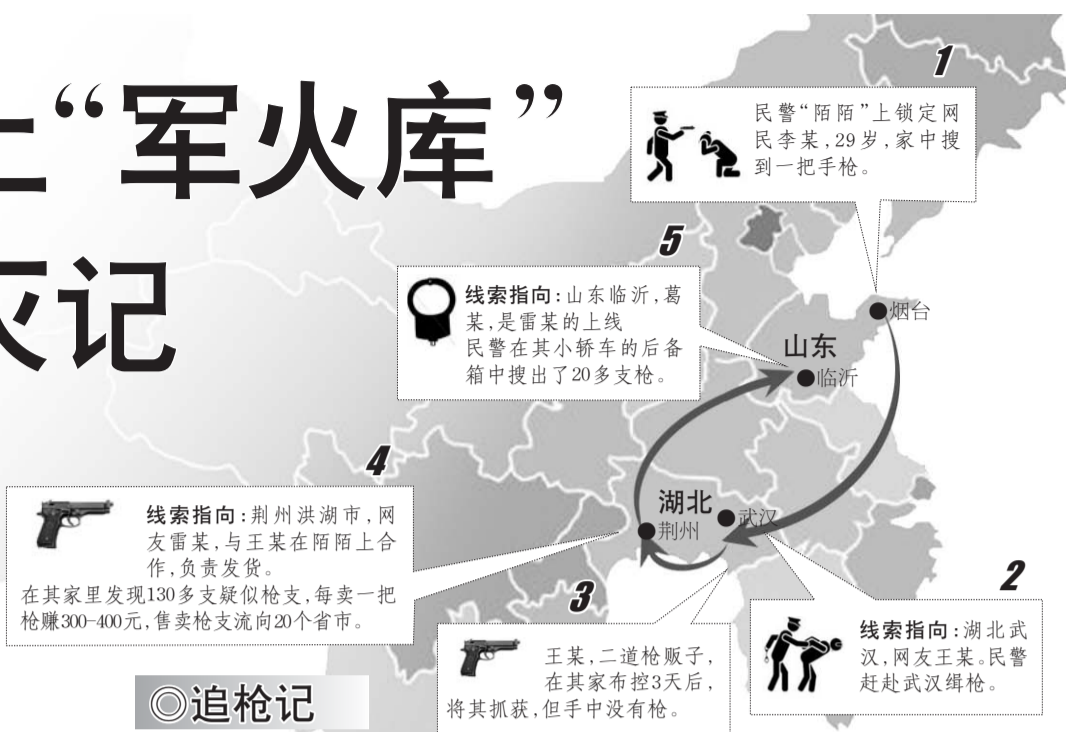 “军火库”
记
1
民警“陌陌”上锁定网
民李某,29岁,家中搜
到一把手枪。
5
线索指向:山东临沂,葛
某,是雷某的上线
民警在其小轿车的后备
箱中搜出了20多支枪。
烟台
山东
临沂
4
线索指向:荆州洪湖市,网
友雷某,与王某在陌陌上合
作,负责发货。
在其家里发现130多支疑似枪支,每卖一把
枪赚300-400元,售卖枪支流向20个省市。
湖北
武汉
荆州
3
王某,二道枪贩子,
在其家布控3天后,
将其抓获,但手中没有枪。
2
线索指向:湖北武
汉,网友王某。民警
赶赴武汉缉枪。
◎追枪记